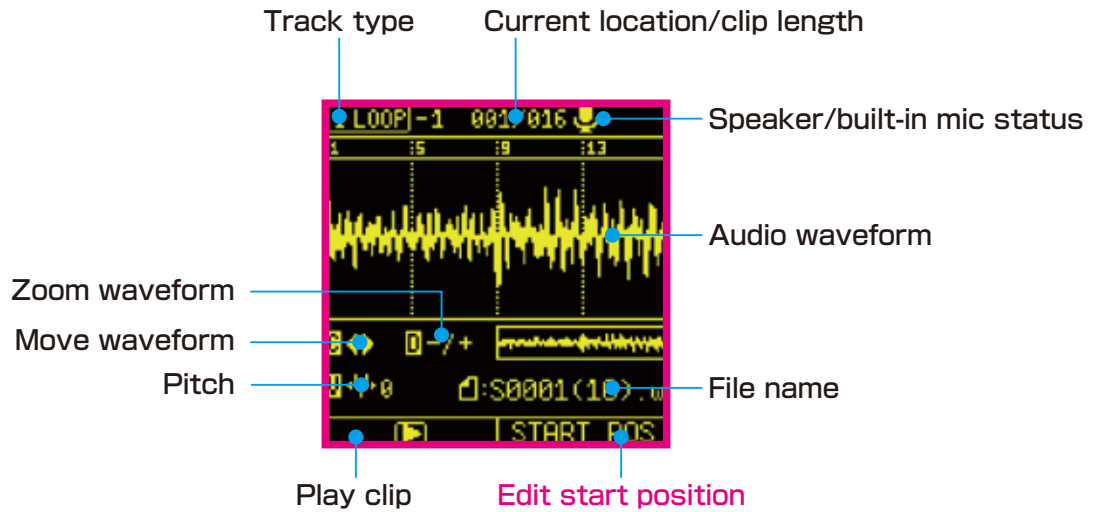 Track type Current location/clip length
LOOP -1 001/016
Speaker/built-in mic status
1 5 9 13
Audio waveform
Zoom waveform
Move waveform
D -/+
Pitch
0 :S0001(10).w
File name
START POS
Play clip Edit start position